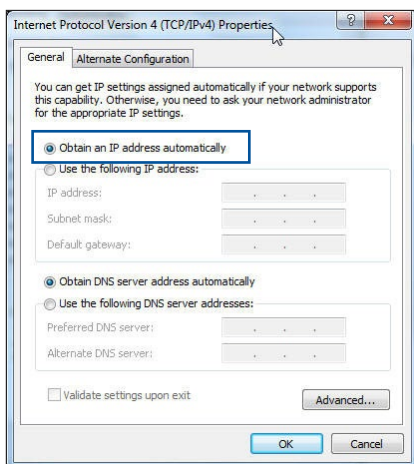 Internet Protocol Version 4 (TCP/IPv4) Properties
General
Alternate Configuration
You can get IP settings assigned automatically if your network supports
this capability. Otherwise, you need to ask your network administrator
for the appropriate IP settings.
Obtain an IP address automatically
Use the following IP address:
IP address:
Subnet mask:
Default gateway:
Obtain DNS server address automatically
Use the following DNS server addresses:
Preferred DNS server:
Alternate DNS server:
Validate settings upon exit
Advanced...
OK
Cancel